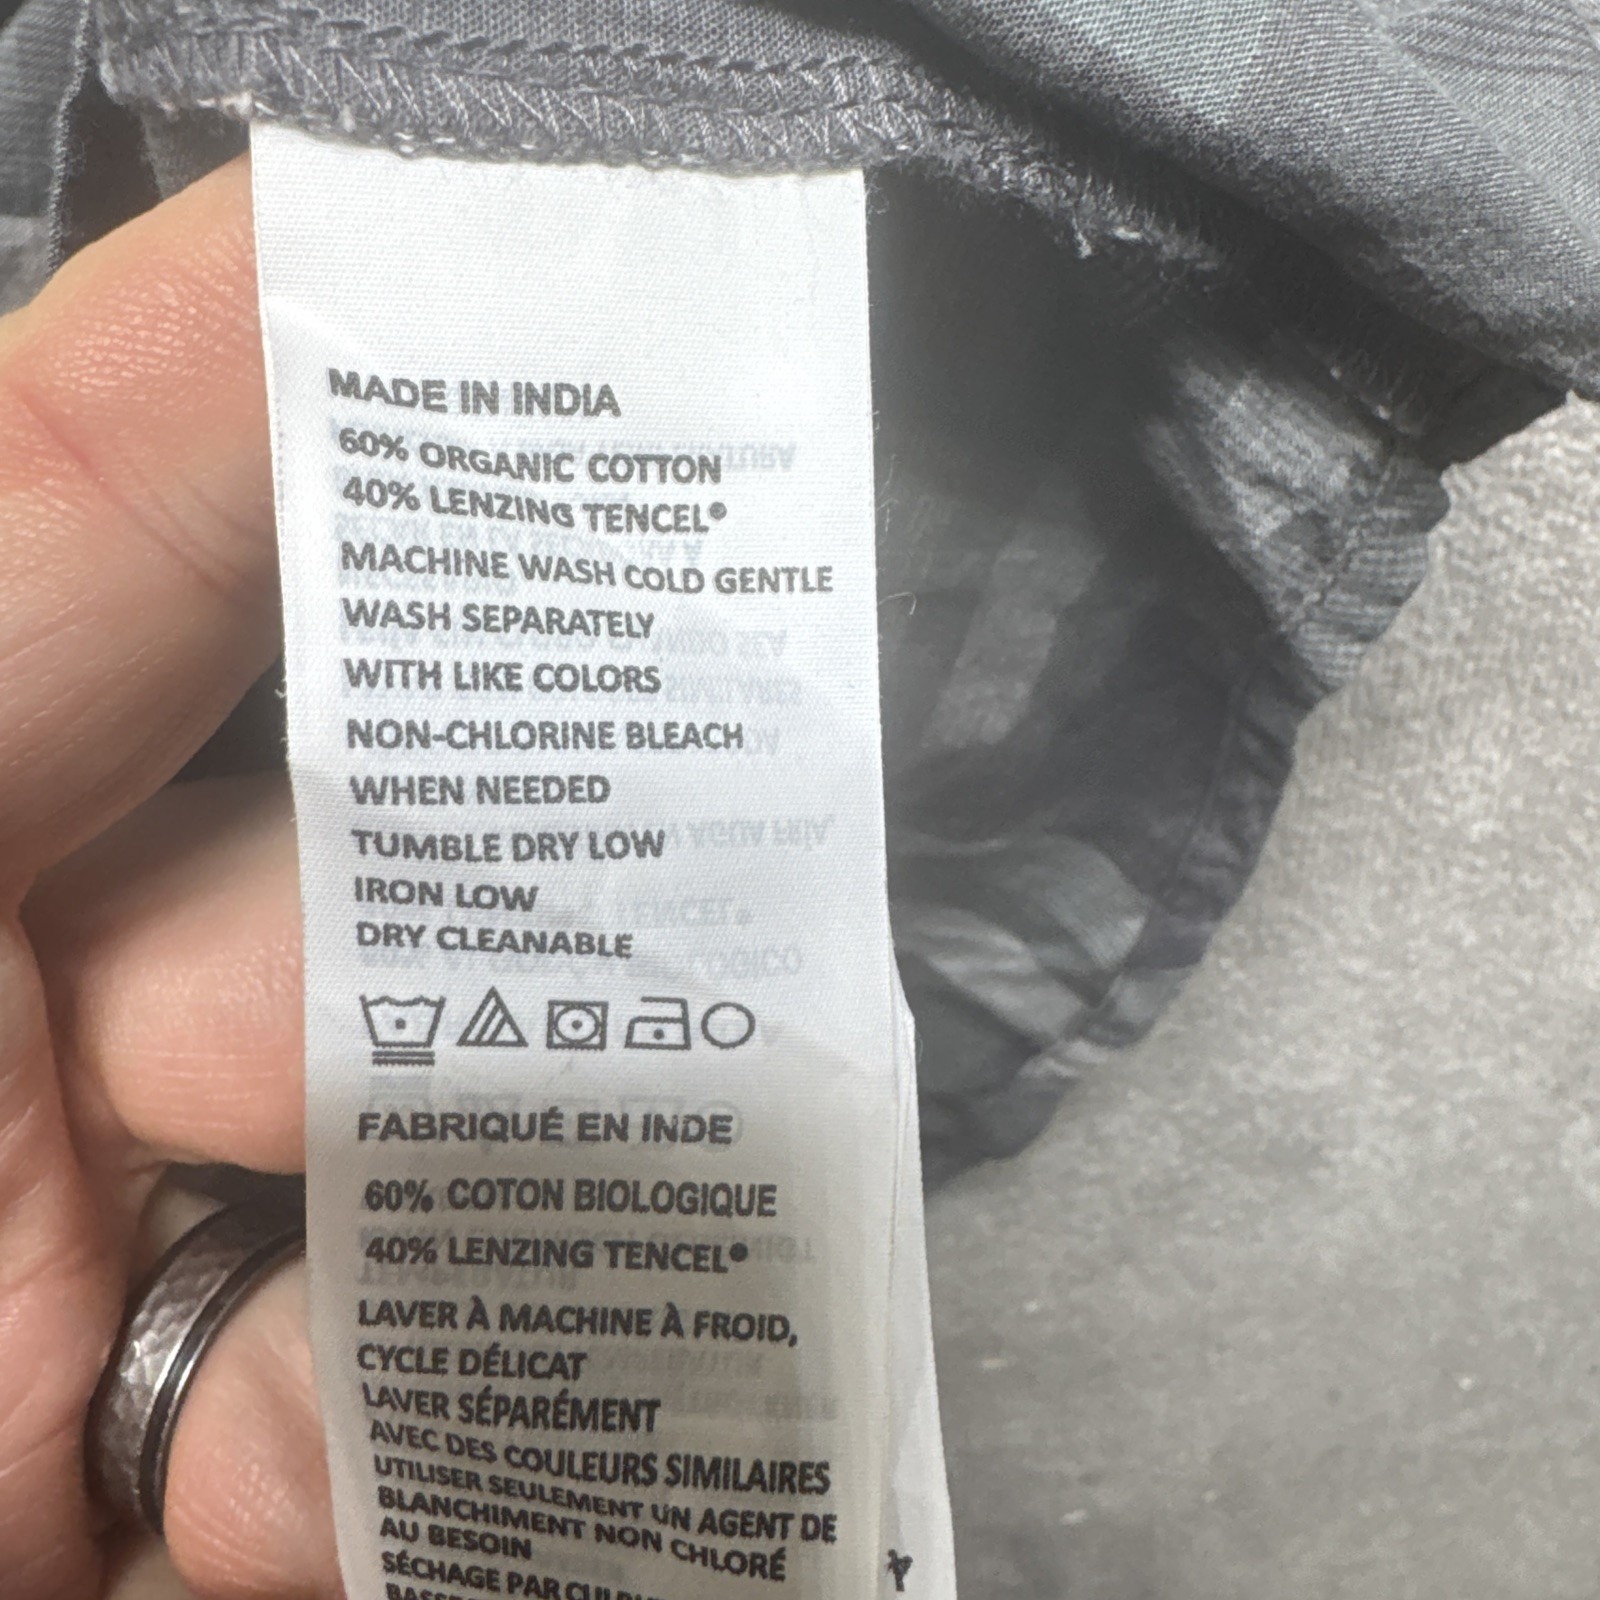 MADE IN INDIA
60% ORGANIC COTTON
40% LENZING TENCEL®
MACHINE WASH COLD GENTLE
WASH SEPARATELY
WITH LIKE COLORS
NON-CHLORINE BLEACH
WHEN NEEDED
TUMBLE DRY LOW
IRON LOW
DRY CLEANABLE
FABRIQUÉ EN INDE
60% COTON BIOLOGIQUE
40% LENZING TENCEL®
LAVER À MACHINE À FROID,
CYCLE DÉLICAT
LAVER SÉPARÉMENT
AVEC DES COULEURS SIMILAIRES
UTILISER SEULEMENT UN AGENT DE
BLANCHIMENT NON CHLORÉ
AU BESOIN
SÉCHAGE PAR